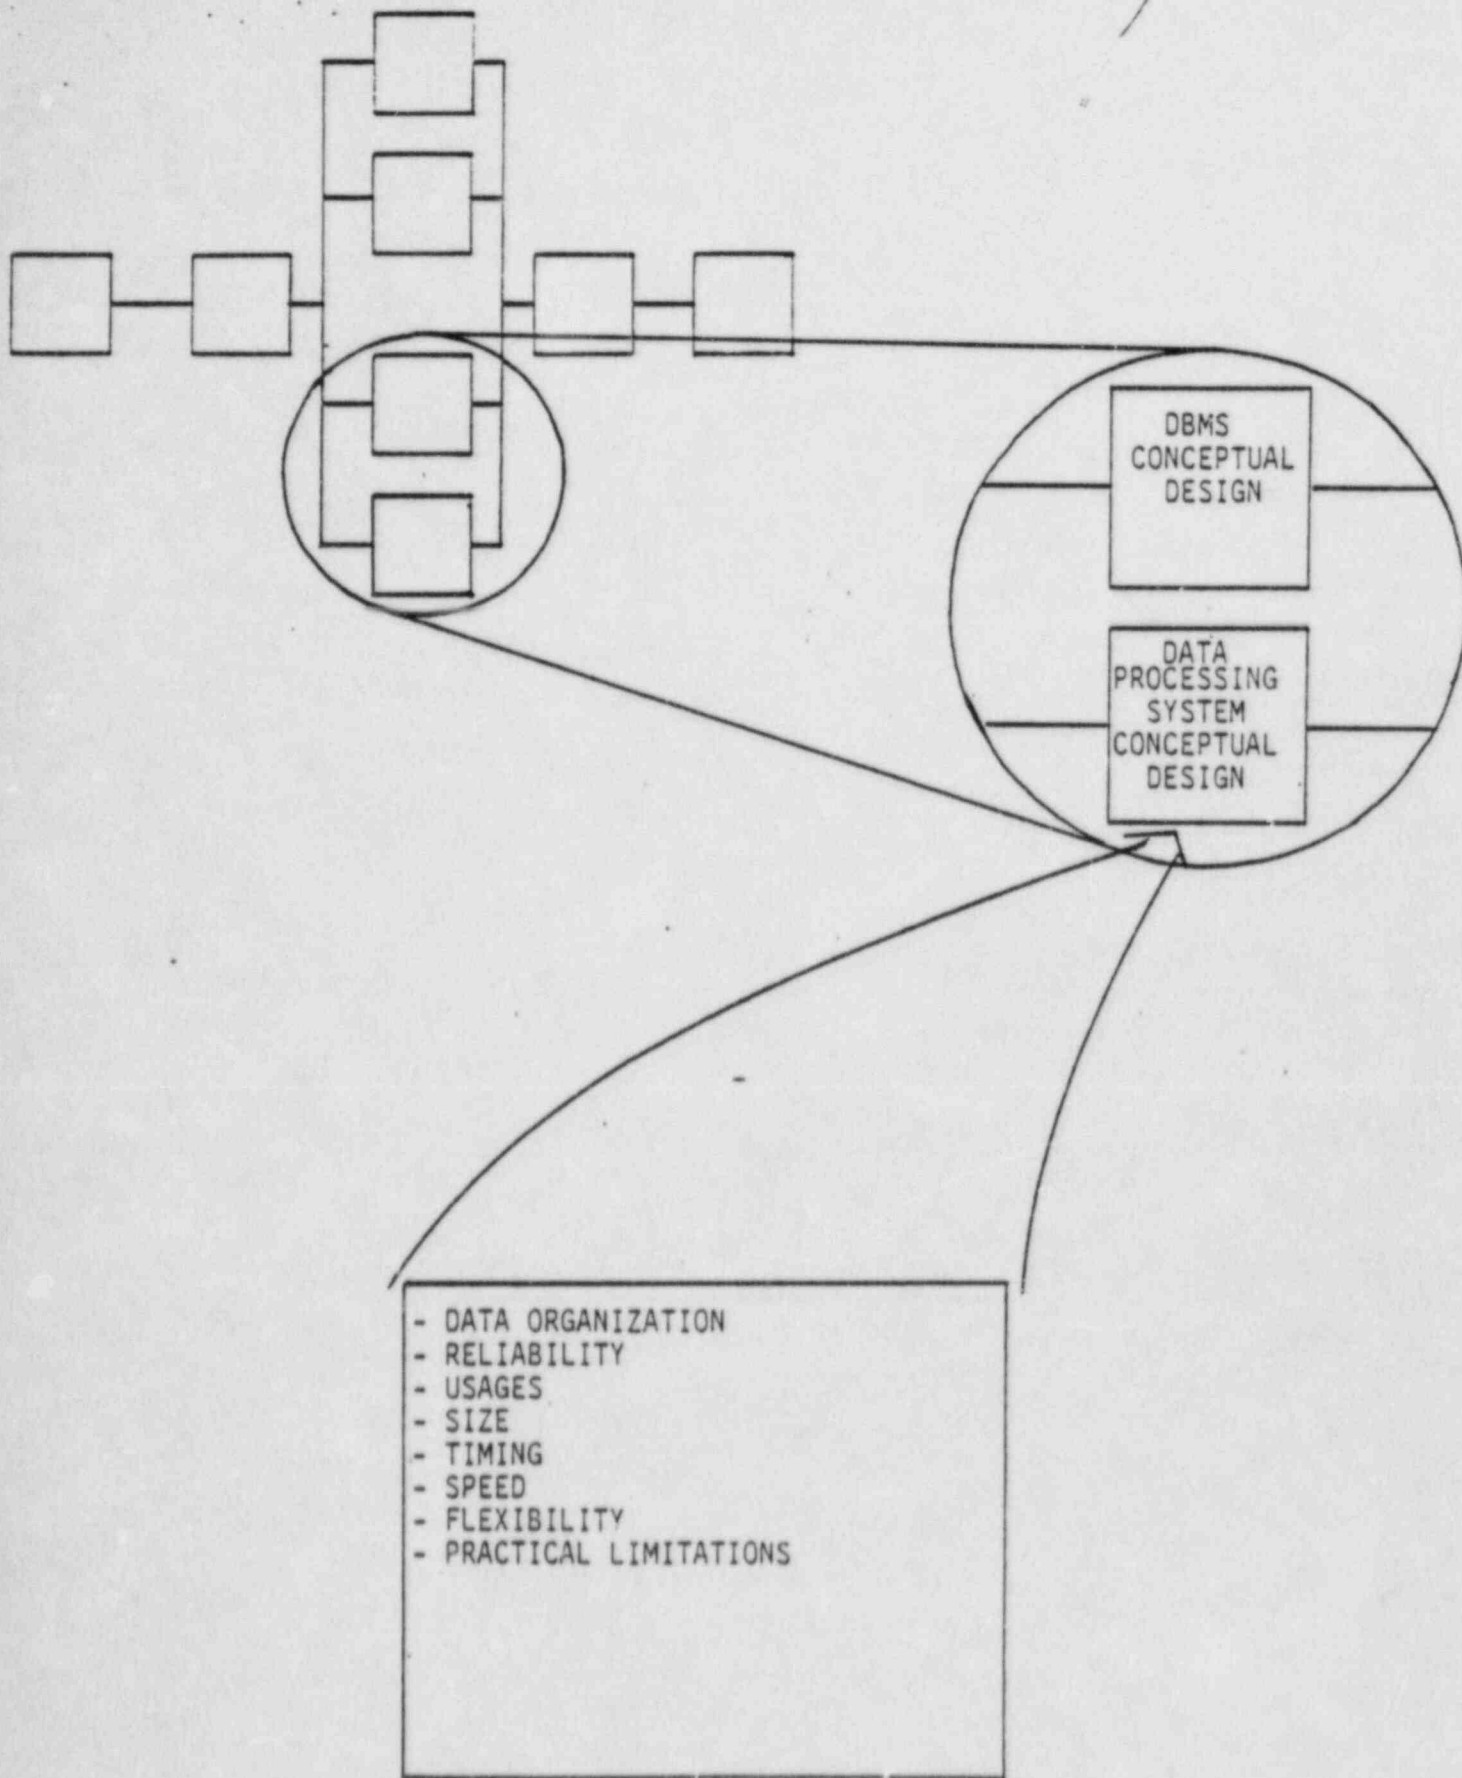 DBMS
CONCEPTUAL
DESIGN
DATA
PROCESSING
SYSTEM
CONCEPTUAL
DESIGN
- DATA ORGANIZATION
- RELIABILITY
- USAGES
- SIZE
- TIMING
- SPEED
- FLEXIBILITY
- PRACTICAL LIMITATIONS